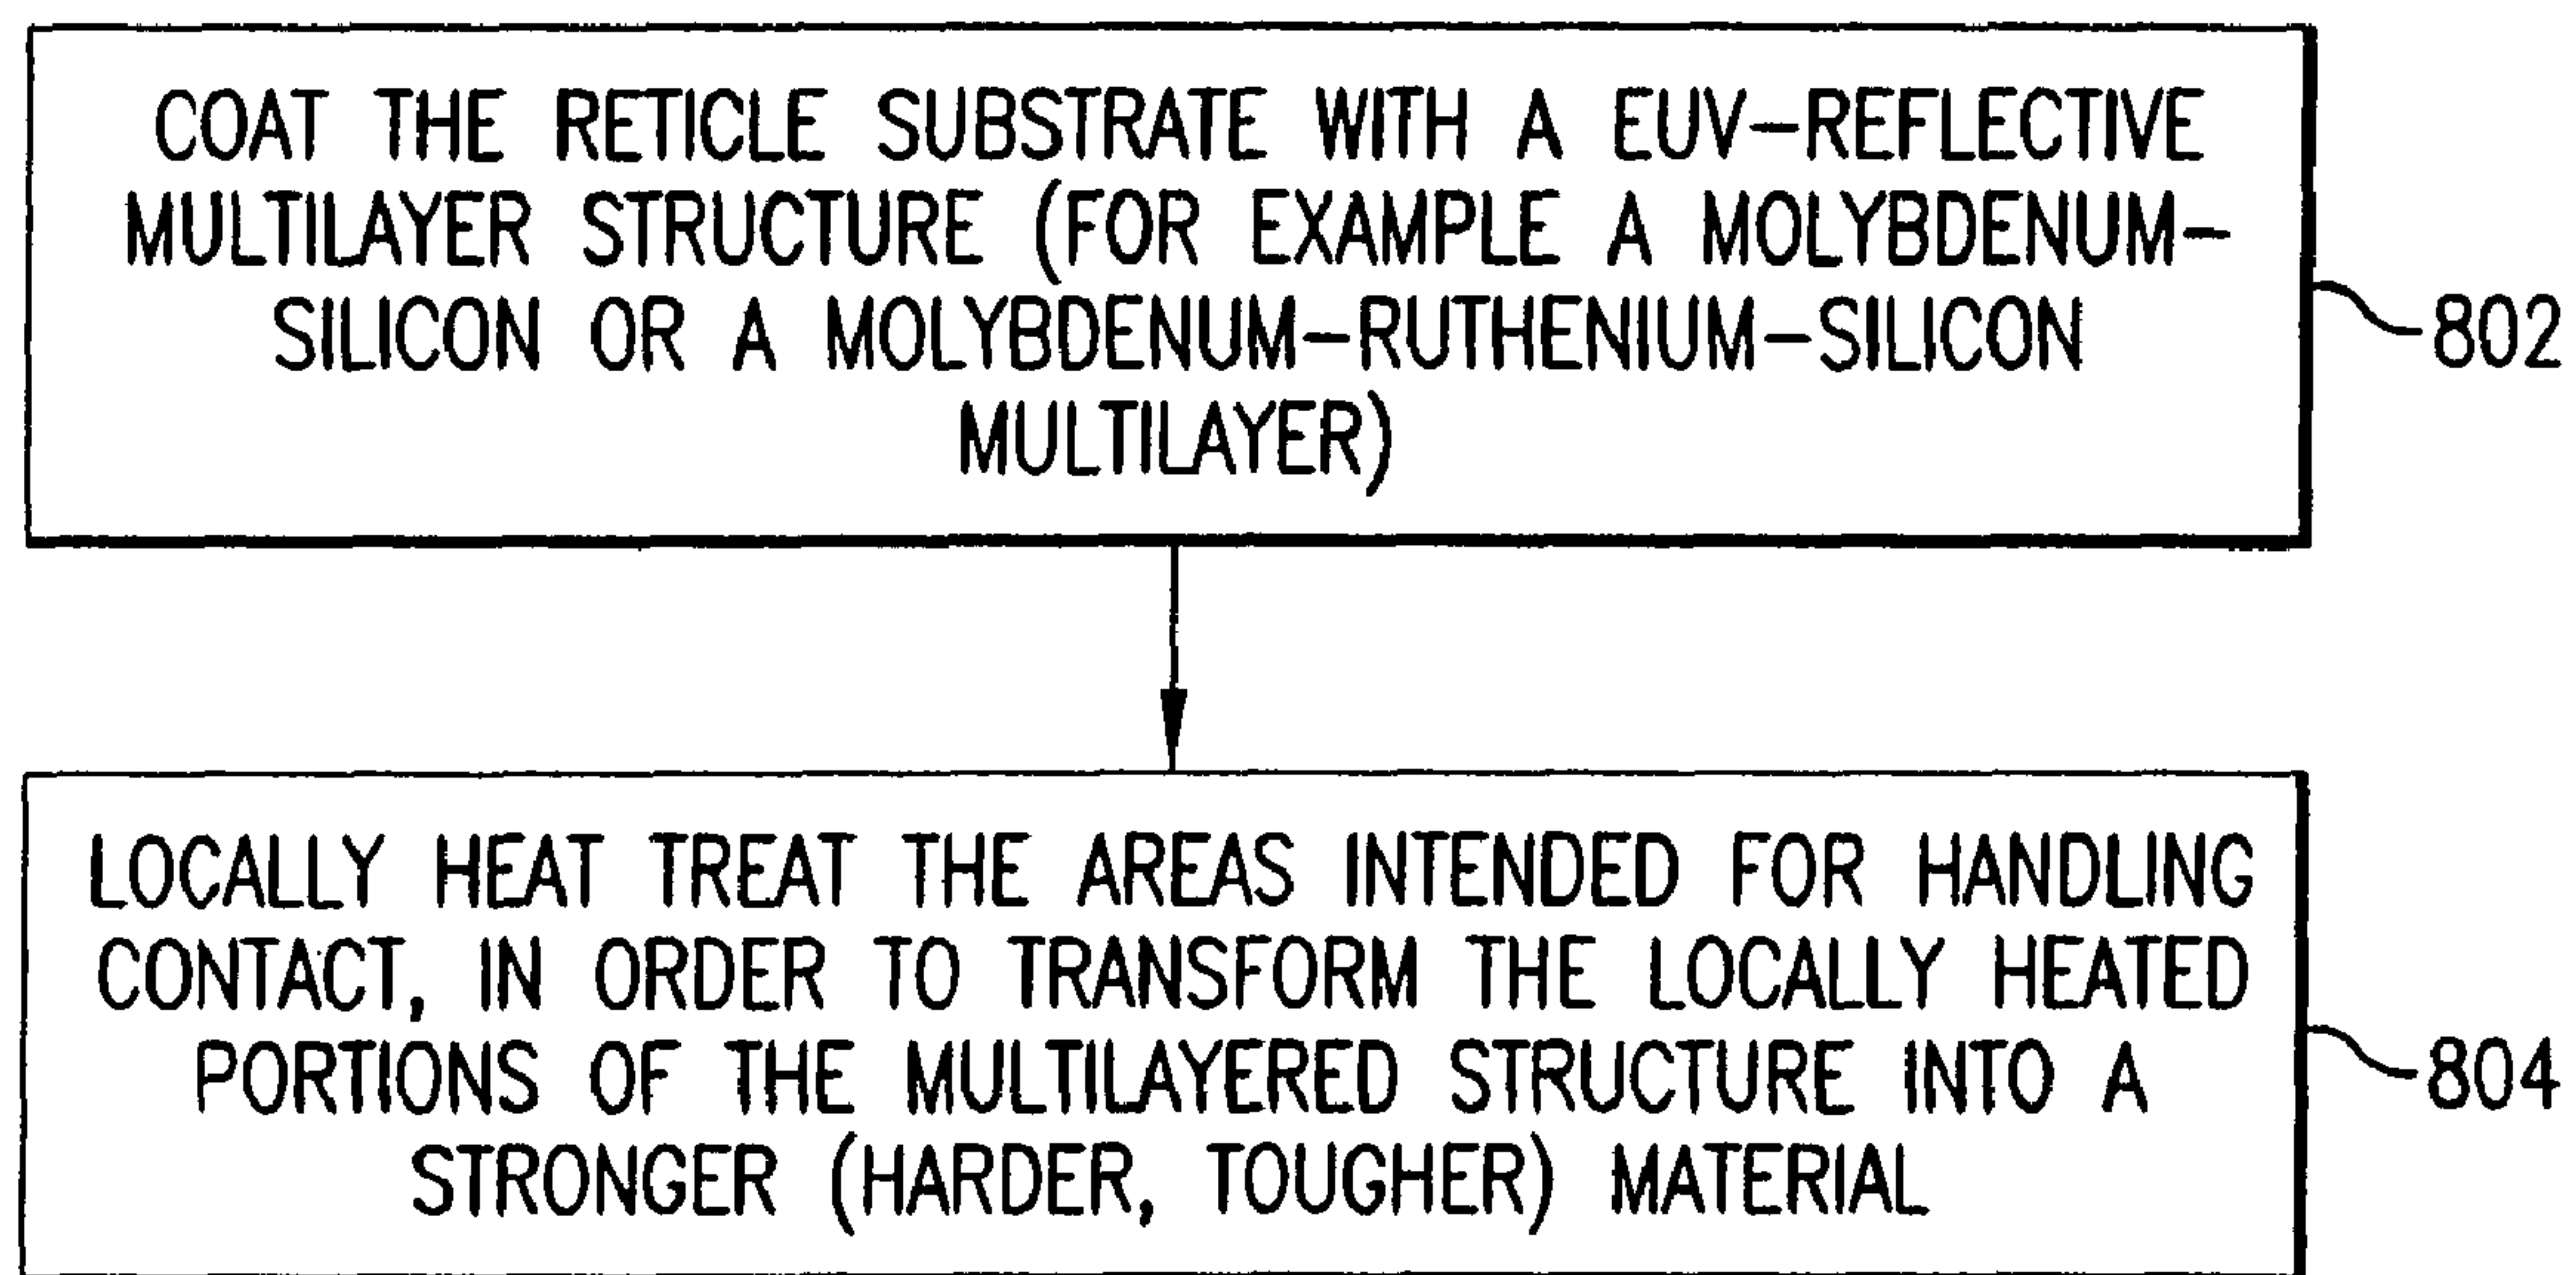 COAT THE RETICLE SUBSTRATE WITH A EUV-REFLECTIVE
MULTILAYER STRUCTURE (FOR EXAMPLE A MOLYBDENUM-
SILICON OR A MOLYBDENUM-RUTHENIUM-SILICON
MULTILAYER)
802
LOCALLY HEAT TREAT THE AREAS INTENDED FOR HANDLING
CONTACT, IN ORDER TO TRANSFORM THE LOCALLY HEATED
PORTIONS OF THE MULTILAYERED STRUCTURE INTO A
STRONGER (HARDER, TOUGHER) MATERIAL
804